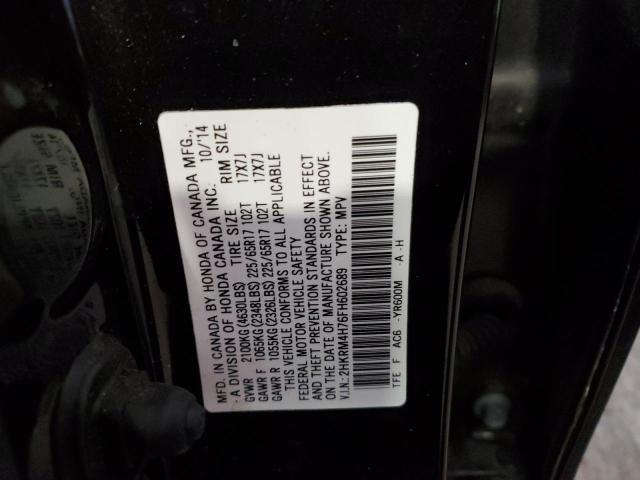 MFD. IN CANADA BY HONDA OF CANADA MFG.,
A DIVISION OF HONDA CANADA INC. 10/'14
TIRE SIZE RIM SIZE
GVWR 2100KG(4630LBS)
GAWR F 1065KG(2348LBS) 225/65R17 102T 17X7J
GAWR R 1055KG(2326LBS) 225/65R17 102T 17X7J
THIS VEHICLE CONFORMS TO ALL APPLICABLE
FEDERAL MOTOR VEHICLE SAFETY
AND THEFT PREVENTION STANDARDS IN EFFECT
ON THE DATE OF MANUFACTURE SHOWN ABOVE.
V.I.N.: 2HKRM4H75FH602689 TYPE: MPV
TFE F AC6 -YR600M A -H